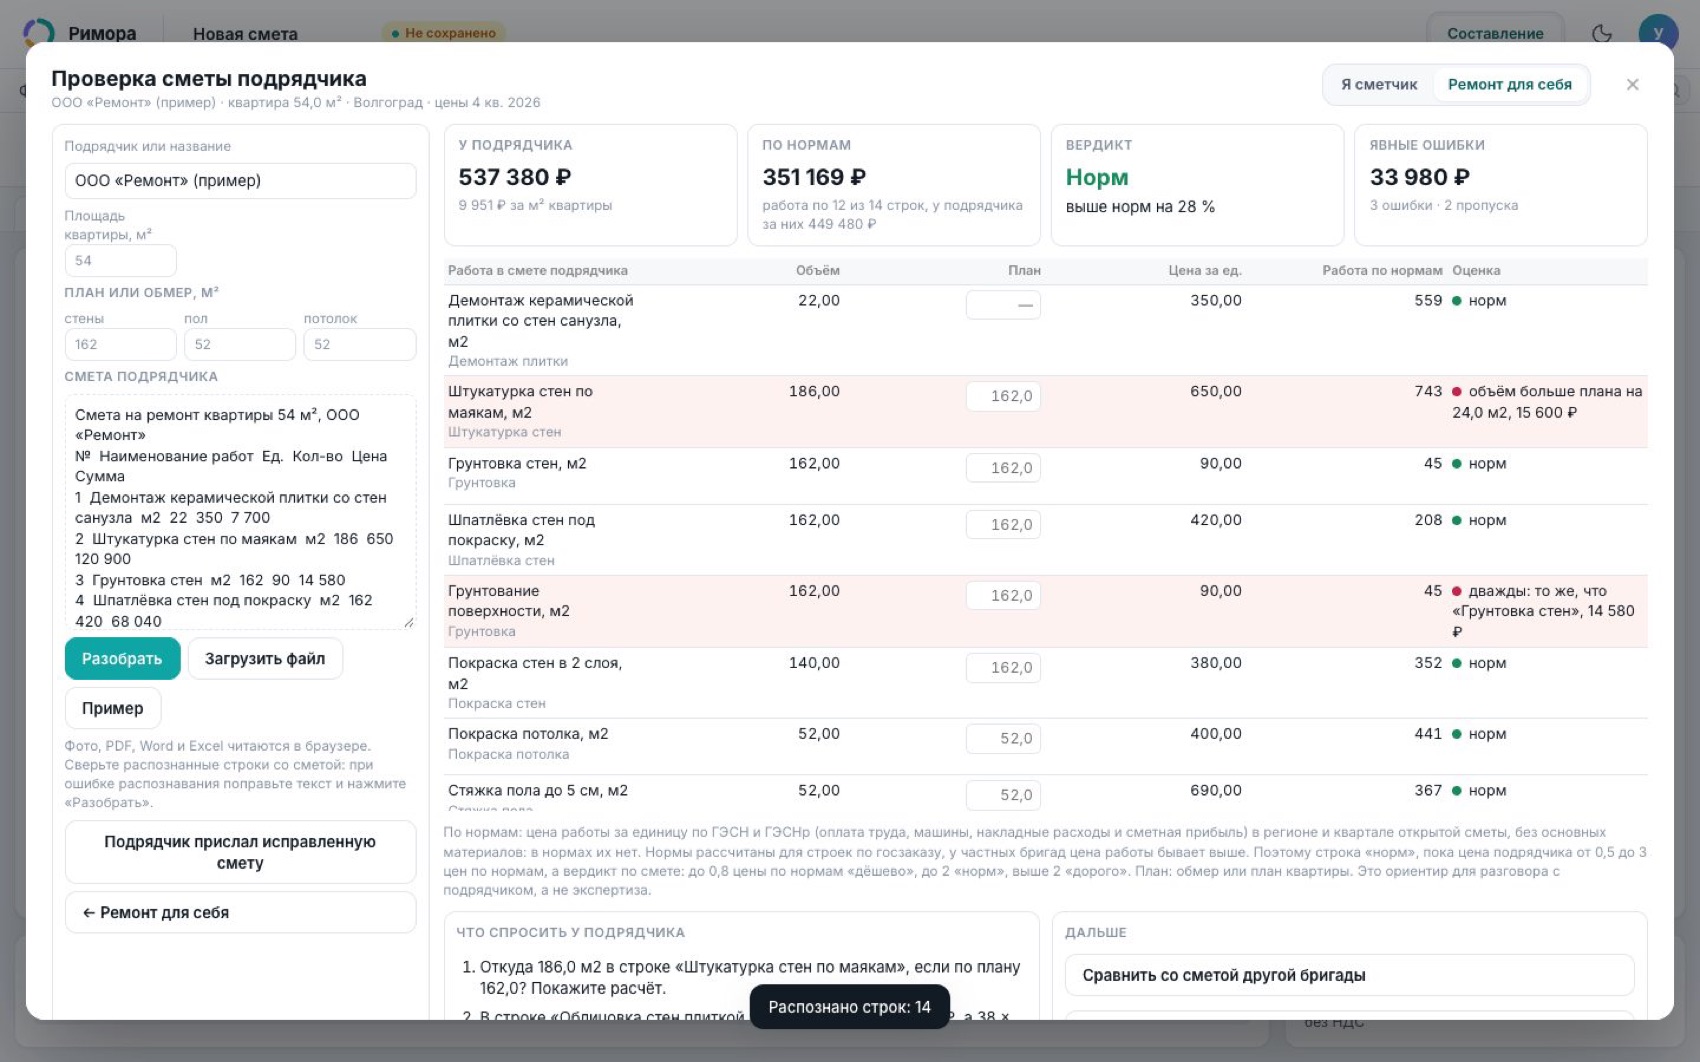 Римора
Новая смета
Не сохранено
Составление
У
Проверка сметы подрядчика
ООО «Ремонт» (пример) · квартира 54,0 м² · Волгоград · цены 4 кв. 2026
Я сметчик
Ремонт для себя
Подрядчик или название
ООО «Ремонт» (пример)
Площадь
квартиры, м²
54
ПЛАН ИЛИ ОБМЕР, М²
стены
пол
потолок
162
52
52
СМЕТА ПОДРЯДЧИКА
Смета на ремонт квартиры 54 м², ООО
«Ремонт»
№ Наименование работ Ед. Кол-во Цена
Сумма
1 Демонтаж керамической плитки со стен
санузла м2 22 350 7 700
2 Штукатурка стен по маякам м2 186 650
120 900
3 Грунтовка стен м2 162 90 14 580
4 Шпатлёвка стен под покраску м2 162
420 68 040
Разобрать
Загрузить файл
Пример
Фото, PDF, Word и Excel читаются в браузере.
Сверьте распознанные строки со сметой: при
ошибке распознавания поправьте текст и нажмите
«Разобрать».
Подрядчик прислал исправленную
смету
← Ремонт для себя
У ПОДРЯДЧИКА
537 380 ₽
9 951 ₽ за м² квартиры
ПО НОРМАМ
351 169 ₽
работа по 12 из 14 строк, у подрядчика
за них 449 480 ₽
ВЕРДИКТ
Норм
выше норм на 28 %
ЯВНЫЕ ОШИБКИ
33 980 ₽
3 ошибки · 2 пропуска
Работа в смете подрядчика Объём План Цена за ед. Работа по нормам Оценка
Демонтаж керамической 22,00 — 350,00 559 норм
плитки со стен санузла,
м2
Демонтаж плитки
Штукатурка стен по 186,00 162,0 650,00 743 объём больше плана на
маякам, м2 24,0 м2, 15 600 ₽
Штукатурка стен
Грунтовка стен, м2 162,00 162,0 90,00 45 норм
Грунтовка
Шпатлёвка стен под 162,00 162,0 420,00 208 норм
покраску, м2
Шпатлёвка стен
Грунтование 162,00 162,0 90,00 45 дважды: то же, что
поверхности, м2 «Грунтовка стен», 14 580
Грунтовка ₽
Покраска стен в 2 слоя, 140,00 162,0 380,00 352 норм
м2
Покраска стен
Покраска потолка, м2 52,00 52,0 400,00 441 норм
Покраска потолка
Стяжка пола до 5 см, м2 52,00 52,0 690,00 367 норм
Стяжка пола
По нормам: цена работы за единицу по ГЭСН и ГЭСНр (оплата труда, машины, накладные расходы и сметная прибыль) в регионе и квартале открытой сметы, без основных
материалов: в нормах их нет. Нормы рассчитаны для строек по госзаказу, у частных бригад цена работы бывает выше. Поэтому строка «норм», пока цена подрядчика от 0,5 до 3
цен по нормам, а вердикт по смете: до 0,8 цены по нормам «дёшево», до 2 «норм», выше 2 «дорого». План: обмер или план квартиры. Это ориентир для разговора с
подрядчиком, а не экспертиза.
ЧТО СПРОСИТЬ У ПОДРЯДЧИКА
1. Откуда 186,0 м2 в строке «Штукатурка стен по маякам», если по плану
162,0? Покажите расчёт.
2. В строке «Облицовка стен плиткой ₽, а 38 ×
ДАЛЬШЕ
Сравнить со сметой другой бригады
Распознано строк: 14
без НДС